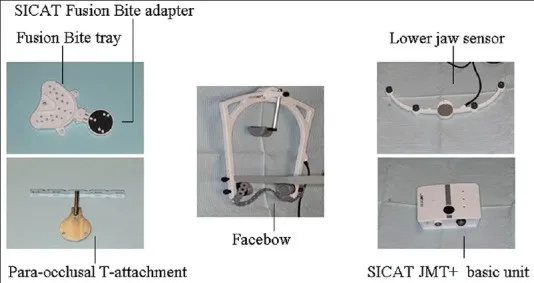 SICAT Fusion Bite adapter
Fusion Bite tray
Lower jaw sensor
Facebow
Para-occlusal T-attachment
SICAT JMT+ basic unit